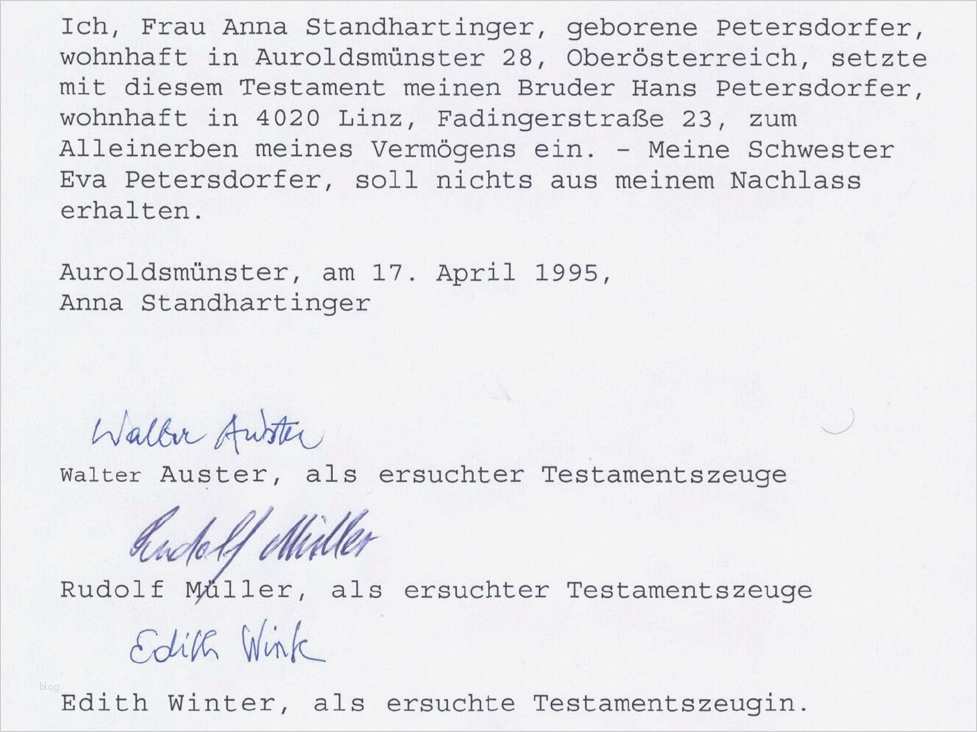 Ich, Frau Anna Standhartinger, geborene Petersdorfer,
wohnhaft in Auroldsmünster 28, Oberösterreich, setzte
mit diesem Testament meinen Bruder Hans Petersdorfer,
wohnhaft in 4020 Linz, Fadingerstraße 23, zum
Alleinerben meines Vermögens ein. – Meine Schwester
Eva Petersdorfer, soll nichts aus meinem Nachlass
erhalten.
Auroldsmünster, am 17. April 1995,
Anna Standhartinger
Walter Auster
Walter Auster, als ersuchter Testamentszeuge
Rudolf Müller
Rudolf Müller, als ersuchter Testamentszeuge
Edith
blog
Edith Winter, als ersuchte Testamentszeugin.